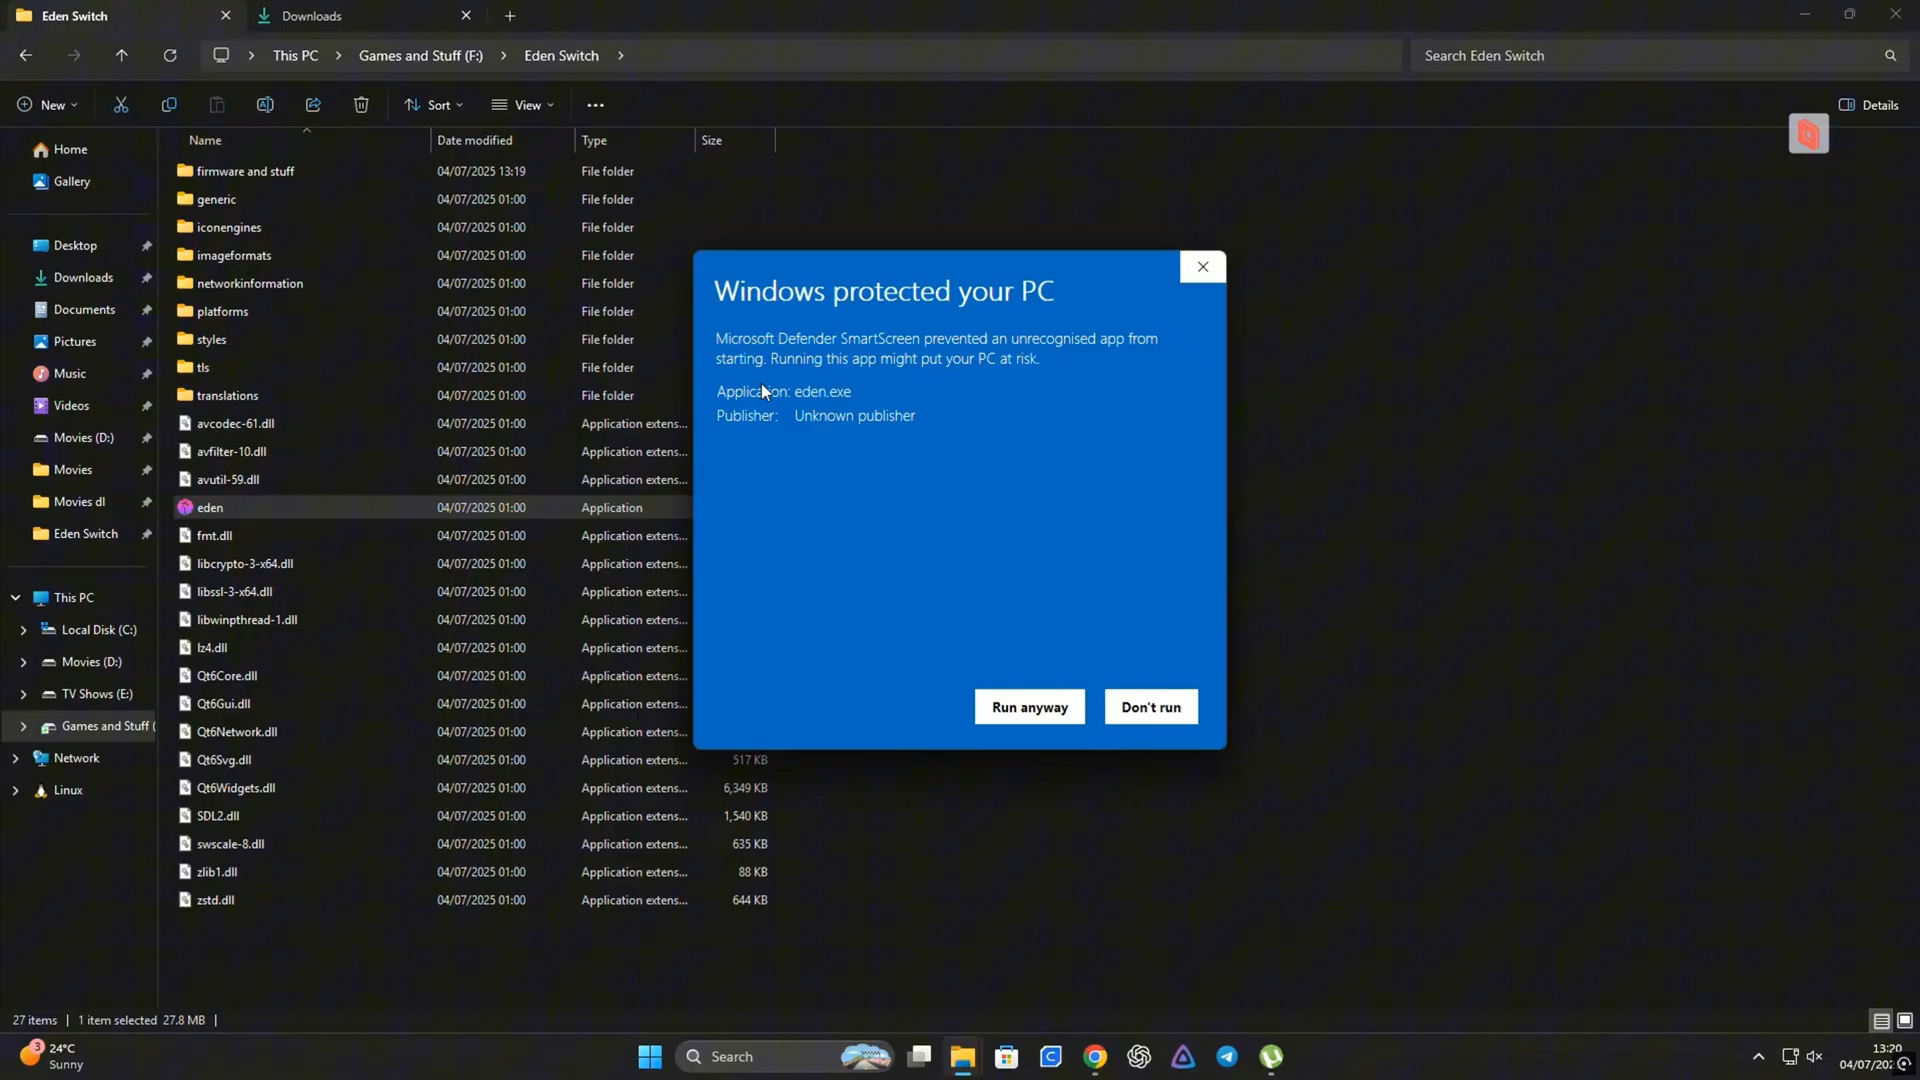 Eden Switch
Downloads
This PC
Games and Stuff (F:)
Eden Switch
Search Eden Switch
New
Sort
View
Details
Name
Date modified
Type
Size
Home
Gallery
Desktop
Downloads
Documents
Pictures
Music
Videos
Movies (D:)
Movies
Movies dl
Eden Switch
This PC
Local Disk (C:)
Movies (D:)
TV Shows (E:)
Games and Stuff (
Network
Linux
firmware and stuff 04/07/2025 13:19 File folder
generic 04/07/2025 01:00 File folder
iconengines 04/07/2025 01:00 File folder
imageformats 04/07/2025 01:00 File folder
networkinformation 04/07/2025 01:00 File folder
platforms 04/07/2025 01:00 File folder
styles 04/07/2025 01:00 File folder
tls 04/07/2025 01:00 File folder
translations 04/07/2025 01:00 File folder
avcodec-61.dll 04/07/2025 01:00 Application extens...
avfilter-10.dll 04/07/2025 01:00 Application extens...
avutil-59.dll 04/07/2025 01:00 Application extens...
eden 04/07/2025 01:00 Application
fmt.dll 04/07/2025 01:00 Application extens...
libcrypto-3-x64.dll 04/07/2025 01:00 Application extens...
libssl-3-x64.dll 04/07/2025 01:00 Application extens...
libwinpthread-1.dll 04/07/2025 01:00 Application extens...
lz4.dll 04/07/2025 01:00 Application extens...
Qt6Core.dll 04/07/2025 01:00 Application extens...
Qt6Gui.dll 04/07/2025 01:00 Application extens...
Qt6Network.dll 04/07/2025 01:00 Application extens...
Qt6Svg.dll 04/07/2025 01:00 Application extens... 517 KB
Qt6Widgets.dll 04/07/2025 01:00 Application extens... 6,349 KB
SDL2.dll 04/07/2025 01:00 Application extens... 1,540 KB
swscale-8.dll 04/07/2025 01:00 Application extens... 635 KB
zlib1.dll 04/07/2025 01:00 Application extens... 88 KB
zstd.dll 04/07/2025 01:00 Application extens... 644 KB
Windows protected your PC
Microsoft Defender SmartScreen prevented an unrecognised app from
starting. Running this app might put your PC at risk.
Application: eden.exe
Publisher: Unknown publisher
Run anyway
Don't run
27 items
1 item selected 27.8 MB
3
24°C
Sunny
Search
13:20
04/07/202